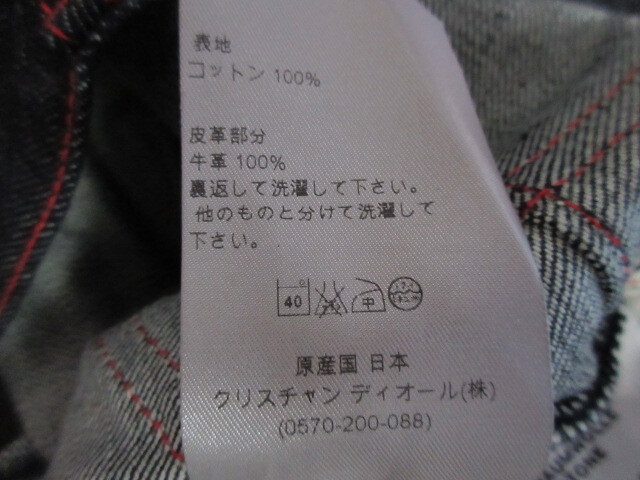 表地
コットン 100%
皮革部分
牛革 100%
裏返して洗濯して下さい。
他のものと分けて洗濯して
下さい。
40
中
原産国 日本
クリスチャン ディオール(株)
(0570-200-088)